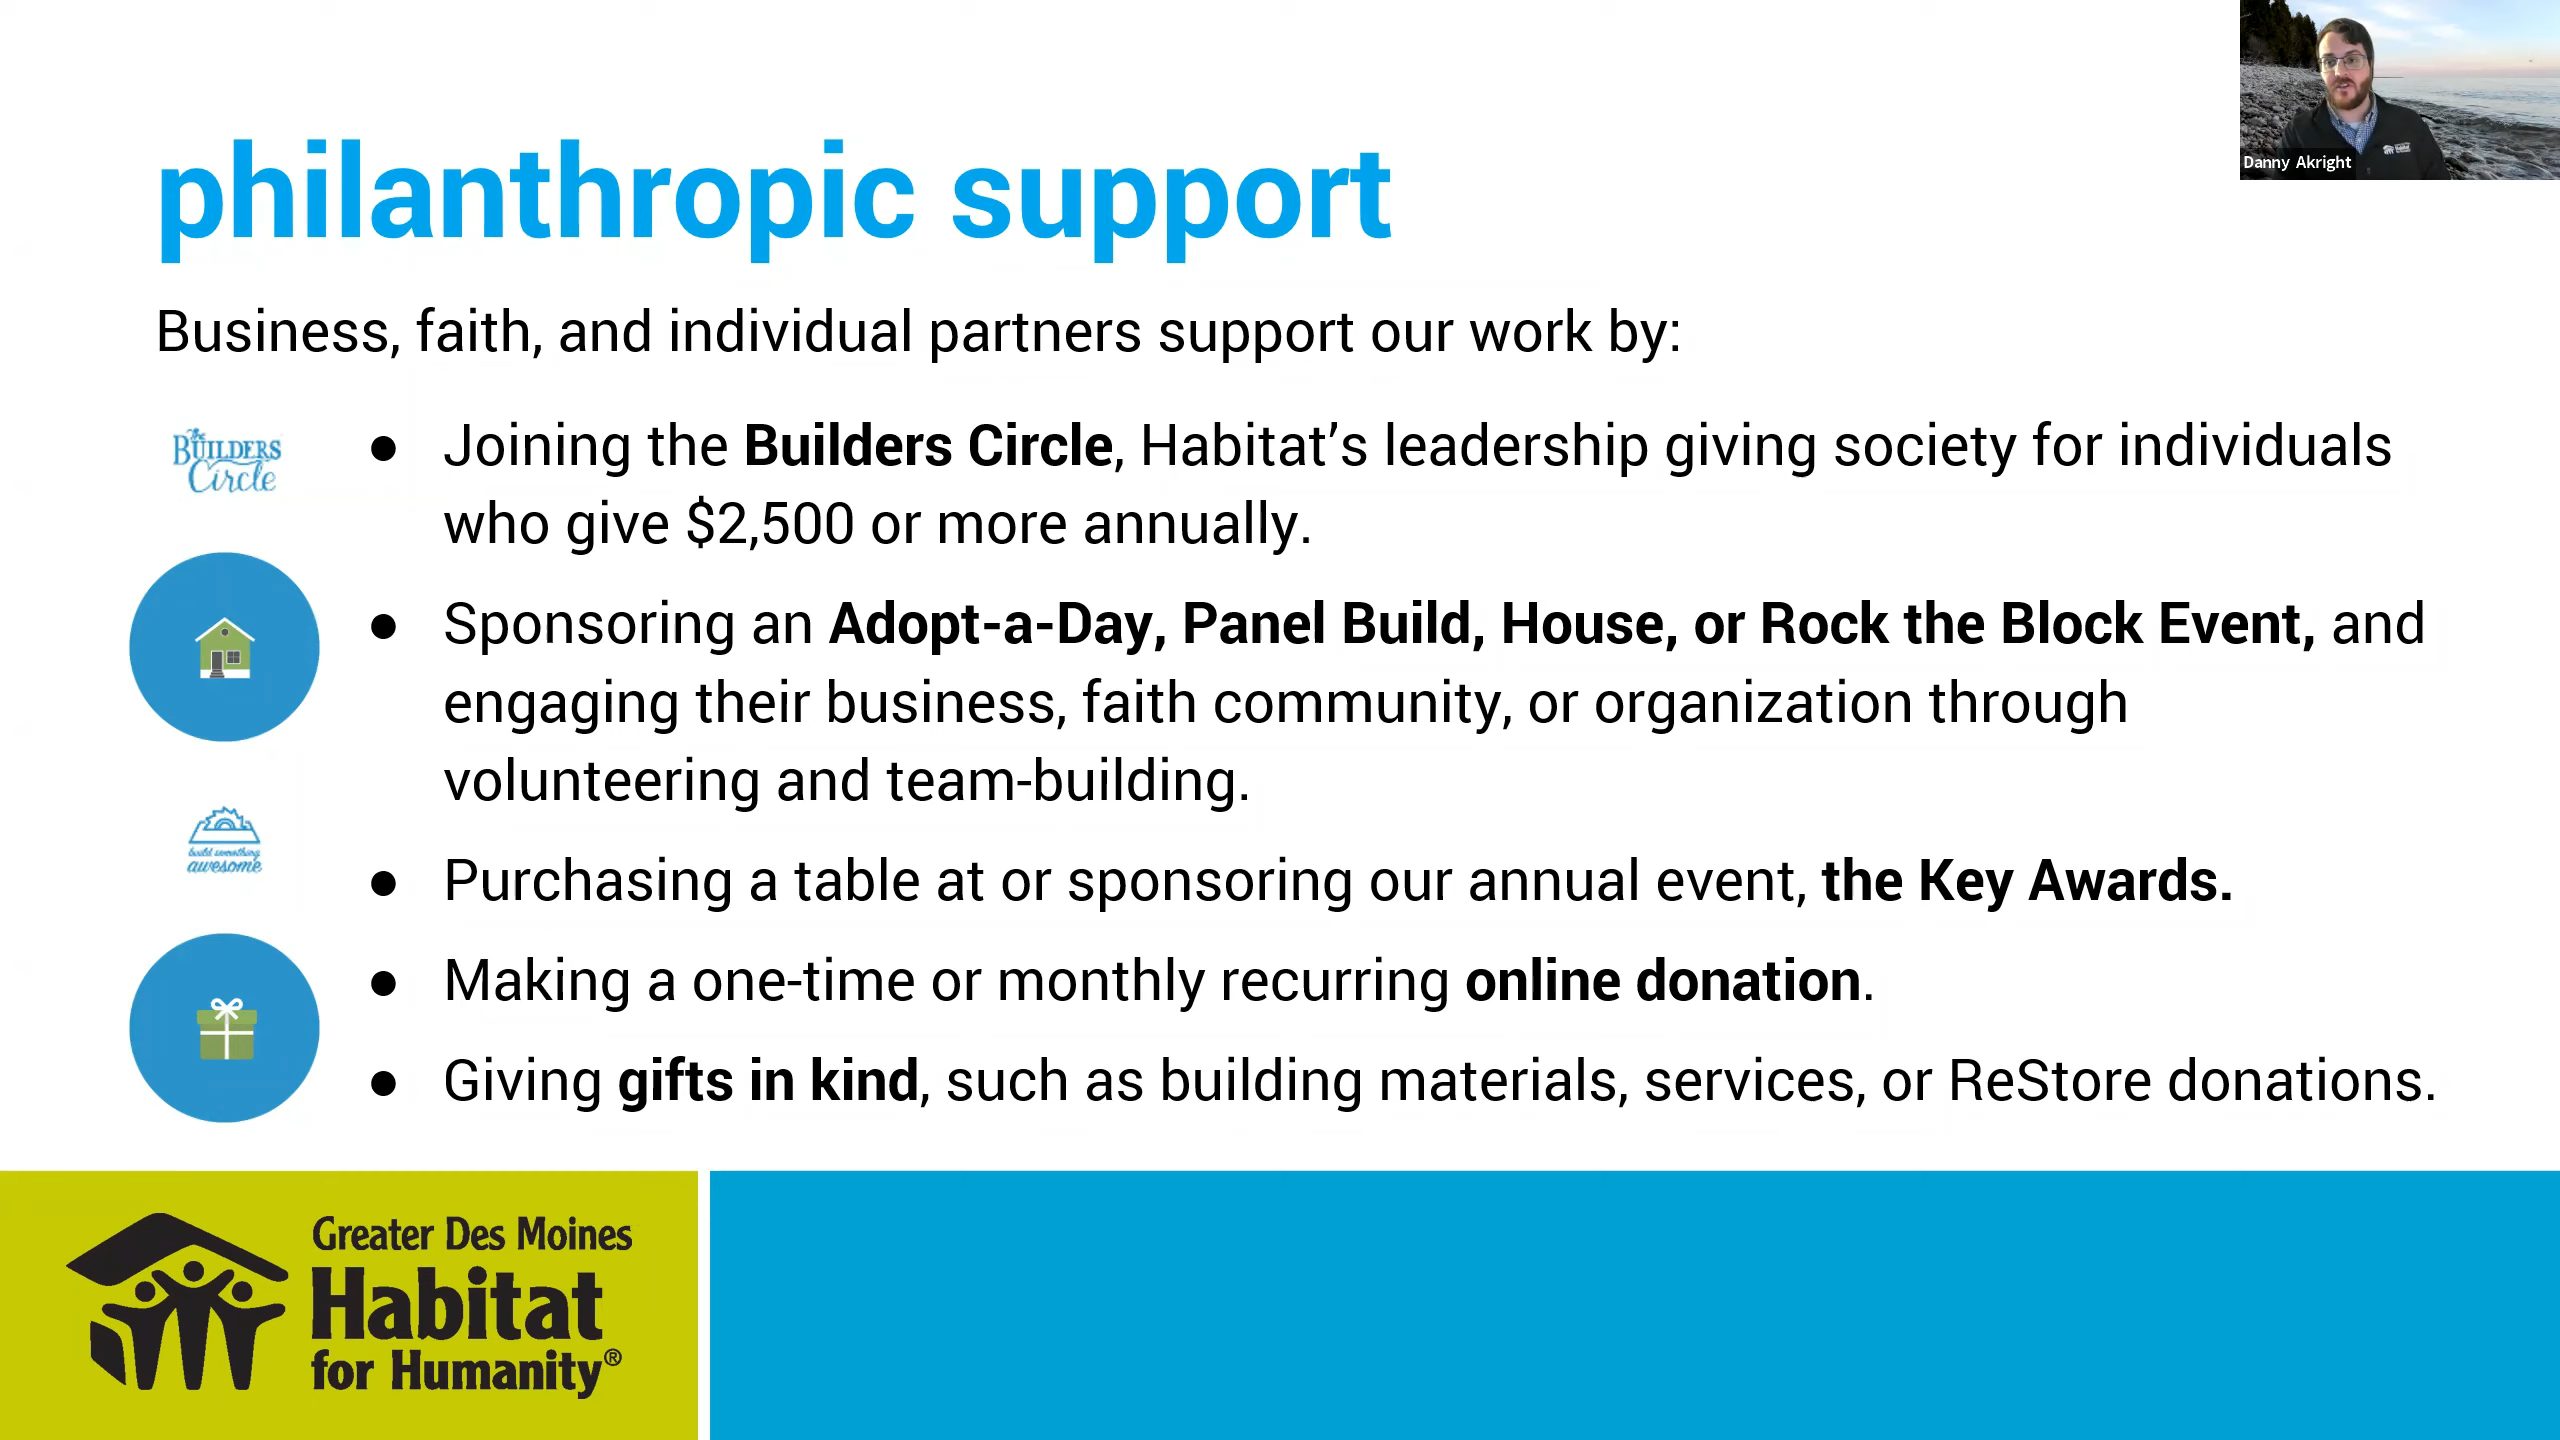 Danny Akright
philanthropic support
Business, faith, and individual partners support our work by:
the
BUILDERS
Circle
● Joining the Builders Circle, Habitat’s leadership giving society for individuals
who give $2,500 or more annually.
● Sponsoring an Adopt-a-Day, Panel Build, House, or Rock the Block Event, and
engaging their business, faith community, or organization through
volunteering and team-building.
build something
awesome
● Purchasing a table at or sponsoring our annual event, the Key Awards.
● Making a one-time or monthly recurring online donation.
● Giving gifts in kind, such as building materials, services, or ReStore donations.
Greater Des Moines
Habitat
for Humanity®